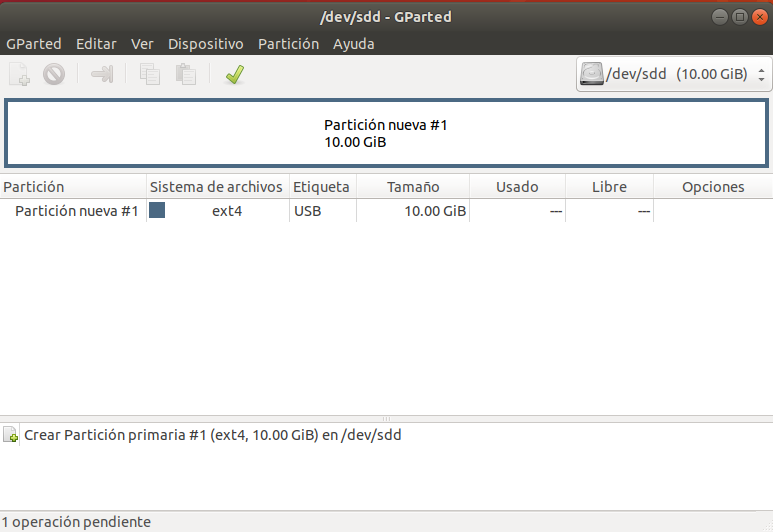 /dev/sdd - GParted
GParted Editar Ver Dispositivo Partición Ayuda
/dev/sdd (10.00 GiB)
Partición nueva #1
10.00 GiB
Partición Sistema de archivos Etiqueta Tamaño Usado Libre Opciones
Partición nueva #1 ext4 USB 10.00 GiB --- ---
Crear Partición primaria #1 (ext4, 10.00 GiB) en /dev/sdd
1 operación pendiente